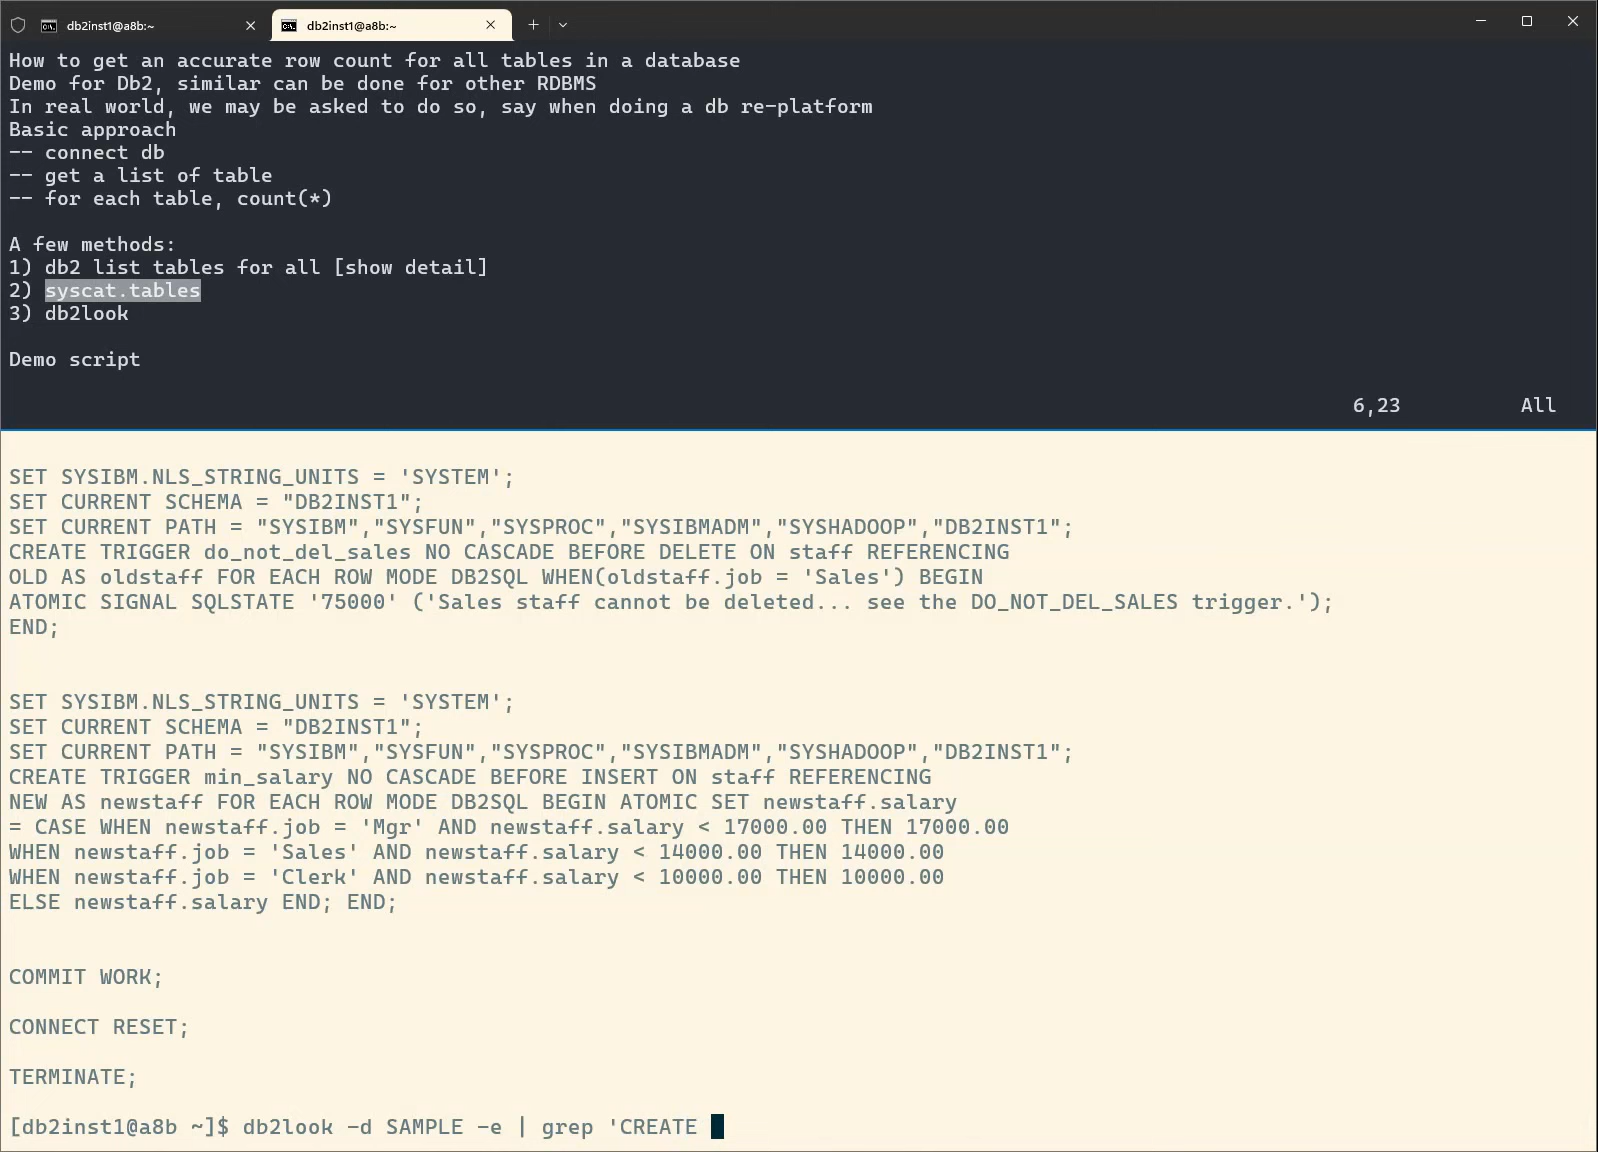 db2inst1@a8b:~
db2inst1@a8b:~
How to get an accurate row count for all tables in a database
Demo for Db2, similar can be done for other RDBMS
In real world, we may be asked to do so, say when doing a db re-platform
Basic approach
-- connect db
-- get a list of table
-- for each table, count(*)
A few methods:
1) db2 list tables for all [show detail]
2) syscat.tables
3) db2look
Demo script
6,23 All
SET SYSIBM.NLS_STRING_UNITS = 'SYSTEM';
SET CURRENT SCHEMA = "DB2INST1";
SET CURRENT PATH = "SYSIBM","SYSFUN","SYSPROC","SYSIBMADM","SYSHADOOP","DB2INST1";
CREATE TRIGGER do_not_del_sales NO CASCADE BEFORE DELETE ON staff REFERENCING
OLD AS oldstaff FOR EACH ROW MODE DB2SQL WHEN(oldstaff.job = 'Sales') BEGIN
ATOMIC SIGNAL SQLSTATE '75000' ('Sales staff cannot be deleted... see the DO_NOT_DEL_SALES trigger.');
END;
SET SYSIBM.NLS_STRING_UNITS = 'SYSTEM';
SET CURRENT SCHEMA = "DB2INST1";
SET CURRENT PATH = "SYSIBM","SYSFUN","SYSPROC","SYSIBMADM","SYSHADOOP","DB2INST1";
CREATE TRIGGER min_salary NO CASCADE BEFORE INSERT ON staff REFERENCING
NEW AS newstaff FOR EACH ROW MODE DB2SQL BEGIN ATOMIC SET newstaff.salary
= CASE WHEN newstaff.job = 'Mgr' AND newstaff.salary < 17000.00 THEN 17000.00
WHEN newstaff.job = 'Sales' AND newstaff.salary < 14000.00 THEN 14000.00
WHEN newstaff.job = 'Clerk' AND newstaff.salary < 10000.00 THEN 10000.00
ELSE newstaff.salary END; END;
COMMIT WORK;
CONNECT RESET;
TERMINATE;
[db2inst1@a8b ~]$ db2look -d SAMPLE -e | grep 'CREATE